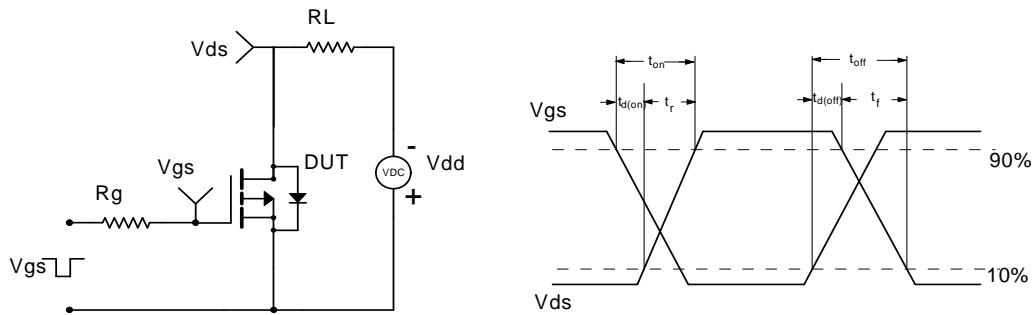 RL
Vds
Vgs
DUT
VDC
-
+
Vdd
Rg
Vgs
ton
toff
td(on)
tr
td(off)
tf
Vgs
90%
10%
Vds